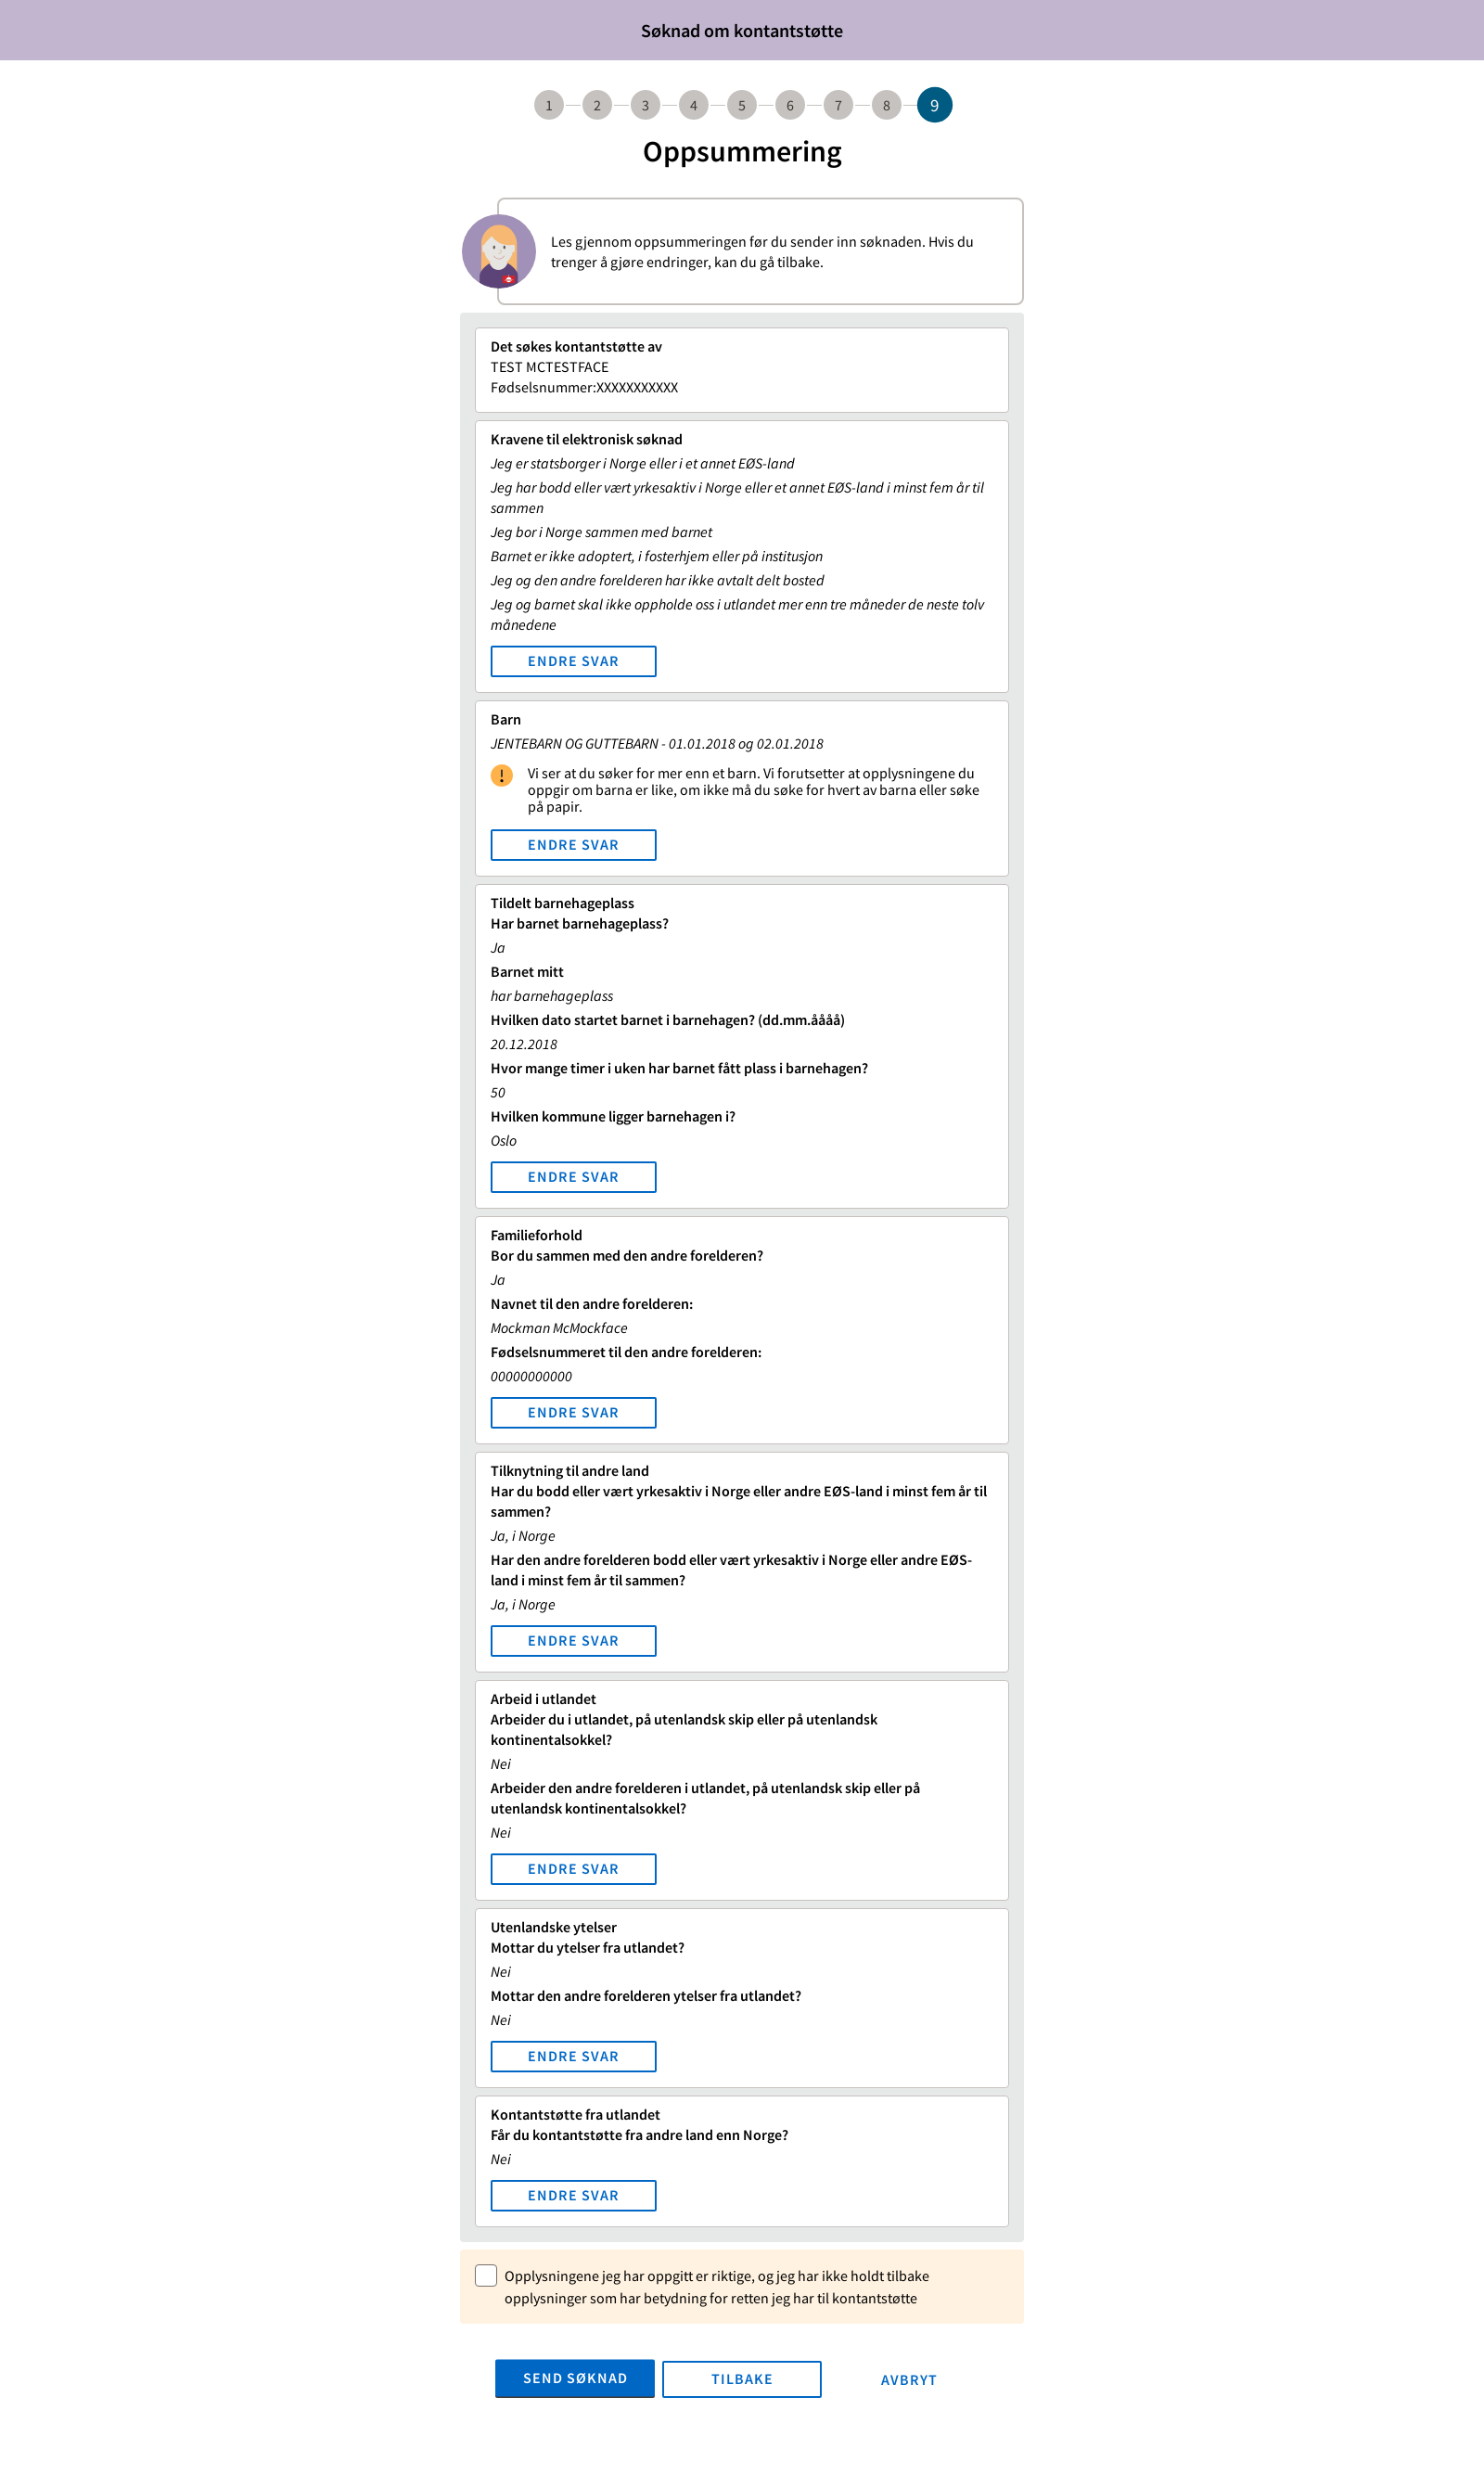 Søknad om kontantstøtte
1 2 3 4 5 6 7 8 9
Oppsummering
Les gjennom oppsummeringen før du sender inn søknaden. Hvis du
trenger å gjøre endringer, kan du gå tilbake.
Det søkes kontantstøtte av
TEST MCTESTFACE
Fødselsnummer:XXXXXXXXXXX
Kravene til elektronisk søknad
Jeg er statsborger i Norge eller i et annet EØS-land
Jeg har bodd eller vært yrkesaktiv i Norge eller et annet EØS-land i minst fem år til
sammen
Jeg bor i Norge sammen med barnet
Barnet er ikke adoptert, i fosterhjem eller på institusjon
Jeg og den andre forelderen har ikke avtalt delt bosted
Jeg og barnet skal ikke oppholde oss i utlandet mer enn tre måneder de neste tolv
månedene
ENDRE SVAR
Barn
JENTEBARN OG GUTTEBARN - 01.01.2018 og 02.01.2018
Vi ser at du søker for mer enn et barn. Vi forutsetter at opplysningene du
oppgir om barna er like, om ikke må du søke for hvert av barna eller søke
på papir.
ENDRE SVAR
Tildelt barnehageplass
Har barnet barnehageplass?
Ja
Barnet mitt
har barnehageplass
Hvilken dato startet barnet i barnehagen? (dd.mm.åååå)
20.12.2018
Hvor mange timer i uken har barnet fått plass i barnehagen?
50
Hvilken kommune ligger barnehagen i?
Oslo
ENDRE SVAR
Familieforhold
Bor du sammen med den andre forelderen?
Ja
Navnet til den andre forelderen:
Mockman McMockface
Fødselsnummeret til den andre forelderen:
00000000000
ENDRE SVAR
Tilknytning til andre land
Har du bodd eller vært yrkesaktiv i Norge eller andre EØS-land i minst fem år til
sammen?
Ja, i Norge
Har den andre forelderen bodd eller vært yrkesaktiv i Norge eller andre EØS-
land i minst fem år til sammen?
Ja, i Norge
ENDRE SVAR
Arbeid i utlandet
Arbeider du i utlandet, på utenlandsk skip eller på utenlandsk
kontinentalsokkel?
Nei
Arbeider den andre forelderen i utlandet, på utenlandsk skip eller på
utenlandsk kontinentalsokkel?
Nei
ENDRE SVAR
Utenlandske ytelser
Mottar du ytelser fra utlandet?
Nei
Mottar den andre forelderen ytelser fra utlandet?
Nei
ENDRE SVAR
Kontantstøtte fra utlandet
Får du kontantstøtte fra andre land enn Norge?
Nei
ENDRE SVAR
Opplysningene jeg har oppgitt er riktige, og jeg har ikke holdt tilbake
opplysninger som har betydning for retten jeg har til kontantstøtte
SEND SØKNAD TILBAKE AVBRYT